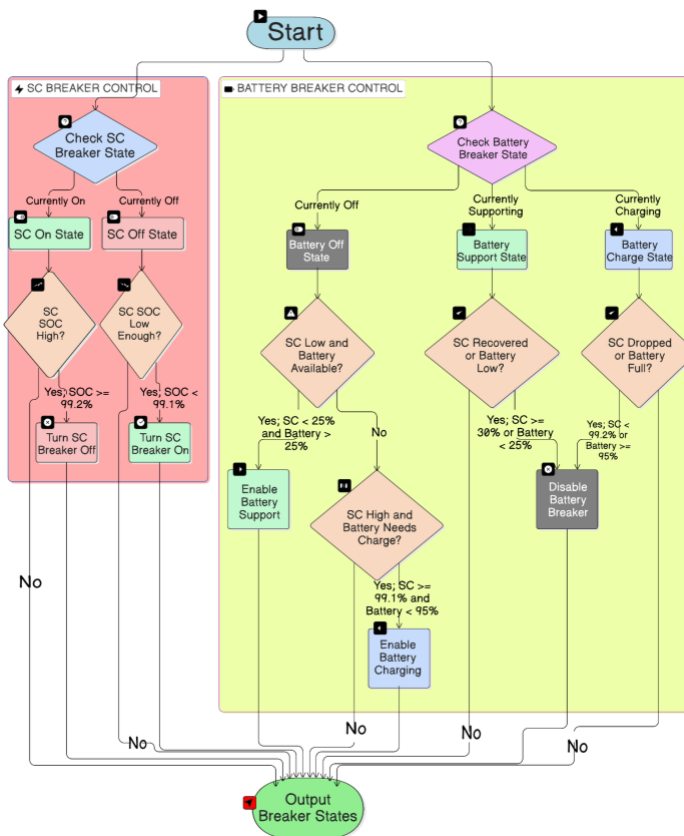 Start
SC BREAKER CONTROL
Check SC
Breaker State
Currently On
Currently Off
SC On State
SC Off State
SC
SOC
High?
SC SOC
Low
Enough?
Yes; SOC >=
99.2%
Yes; SOC <
99.1%
Turn SC
Breaker Off
Turn SC
Breaker On
No
No
BATTERY BREAKER CONTROL
Check Battery
Breaker State
Currently Off
Currently
Supporting
Currently
Charging
Battery Off
State
Battery
Support State
Battery
Charge State
SC Low and
Battery
Available?
SC Recovered
or Battery
Low?
SC Dropped
or Battery
Full?
Yes; SC < 25%
and Battery >
25%
No
Yes; SC >=
30% or Battery
< 25%
Yes; SC <
99.2% or
Battery >=
95%
Enable
Battery
Support
SC High and
Battery Needs
Charge?
Disable
Battery
Breaker
Yes; SC >=
99.1% and
Battery < 95%
Enable
Battery
Charging
No
No
No
Output
Breaker States